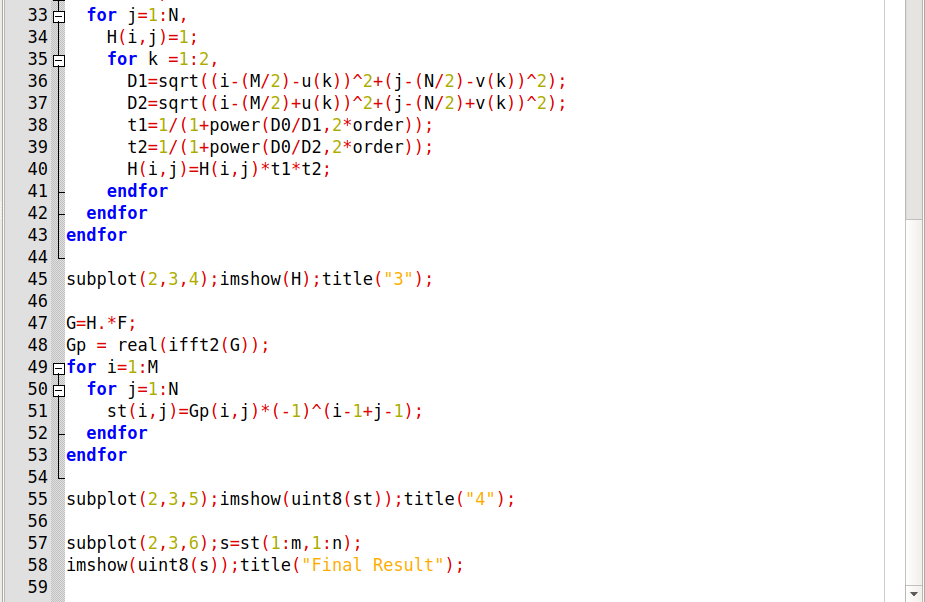 33 for j=1:N,
34 H(i,j)=1;
35 for k =1:2,
36 D1=sqrt((i-(M/2)-u(k))^2+(j-(N/2)-v(k))^2);
37 D2=sqrt((i-(M/2)+u(k))^2+(j-(N/2)+v(k))^2);
38 t1=1/(1+power(D0/D1,2*order));
39 t2=1/(1+power(D0/D2,2*order));
40 H(i,j)=H(i,j)*t1*t2;
41 endfor
42 endfor
43 endfor
44
45 subplot(2,3,4);imshow(H);title("3");
46
47 G=H.*F;
48 Gp = real(ifft2(G));
49 for i=1:M
50 for j=1:N
51 st(i,j)=Gp(i,j)*(-1)^(i-1+j-1);
52 endfor
53 endfor
54
55 subplot(2,3,5);imshow(uint8(st));title("4");
56
57 subplot(2,3,6);s=st(1:m,1:n);
58 imshow(uint8(s));title("Final Result");
59